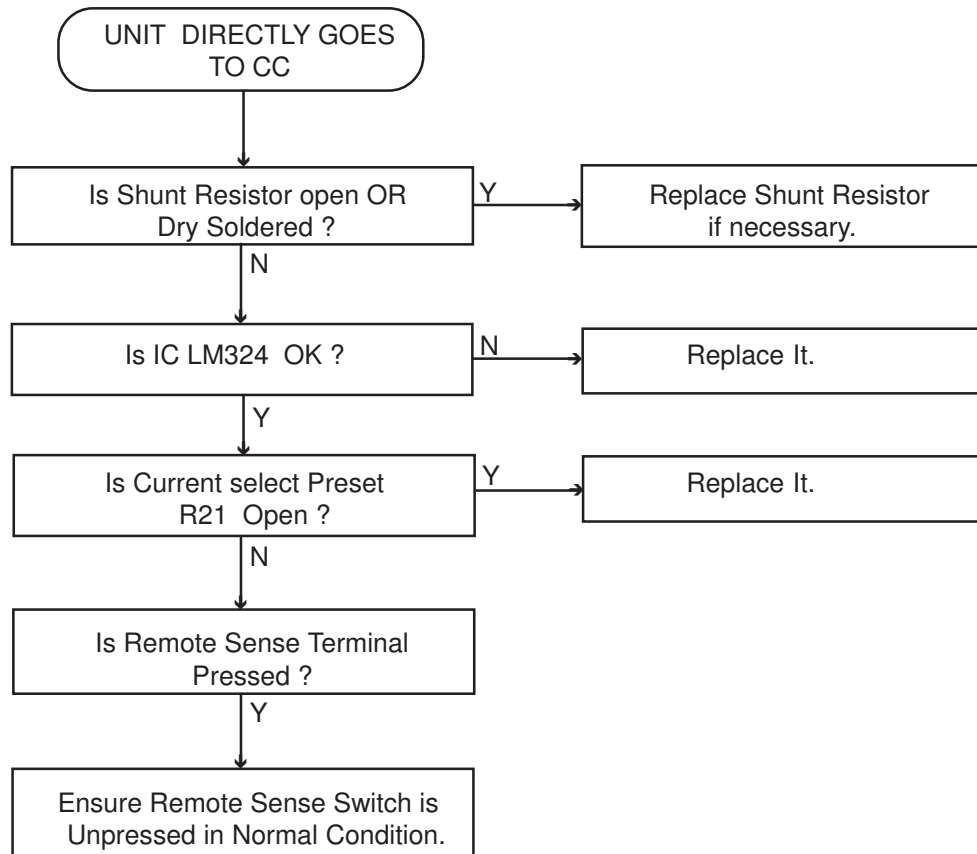 UNIT DIRECTLY GOES
TO CC
Is Shunt Resistor open OR
Dry Soldered ?
Y
Replace Shunt Resistor
if necessary.
N
Is IC LM324 OK ?
N
Replace It.
Y
Is Current select Preset
R21 Open ?
Y
Replace It.
N
Is Remote Sense Terminal
Pressed ?
Y
Ensure Remote Sense Switch is
Unpressed in Normal Condition.